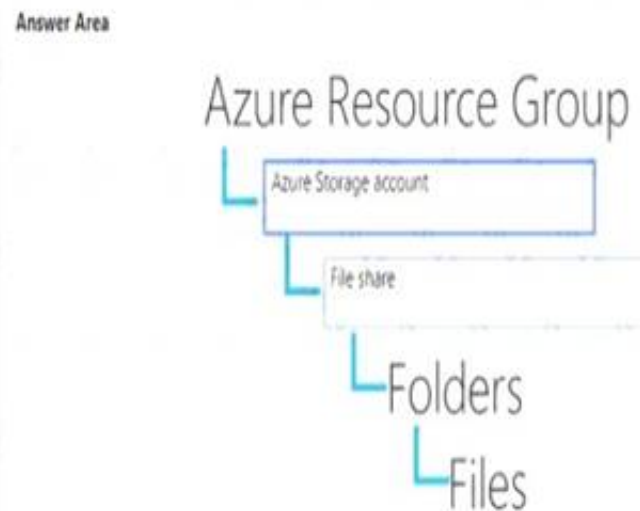 Answer Area
Azure Resource Group
Azure Storage account
File share
Folders
Files